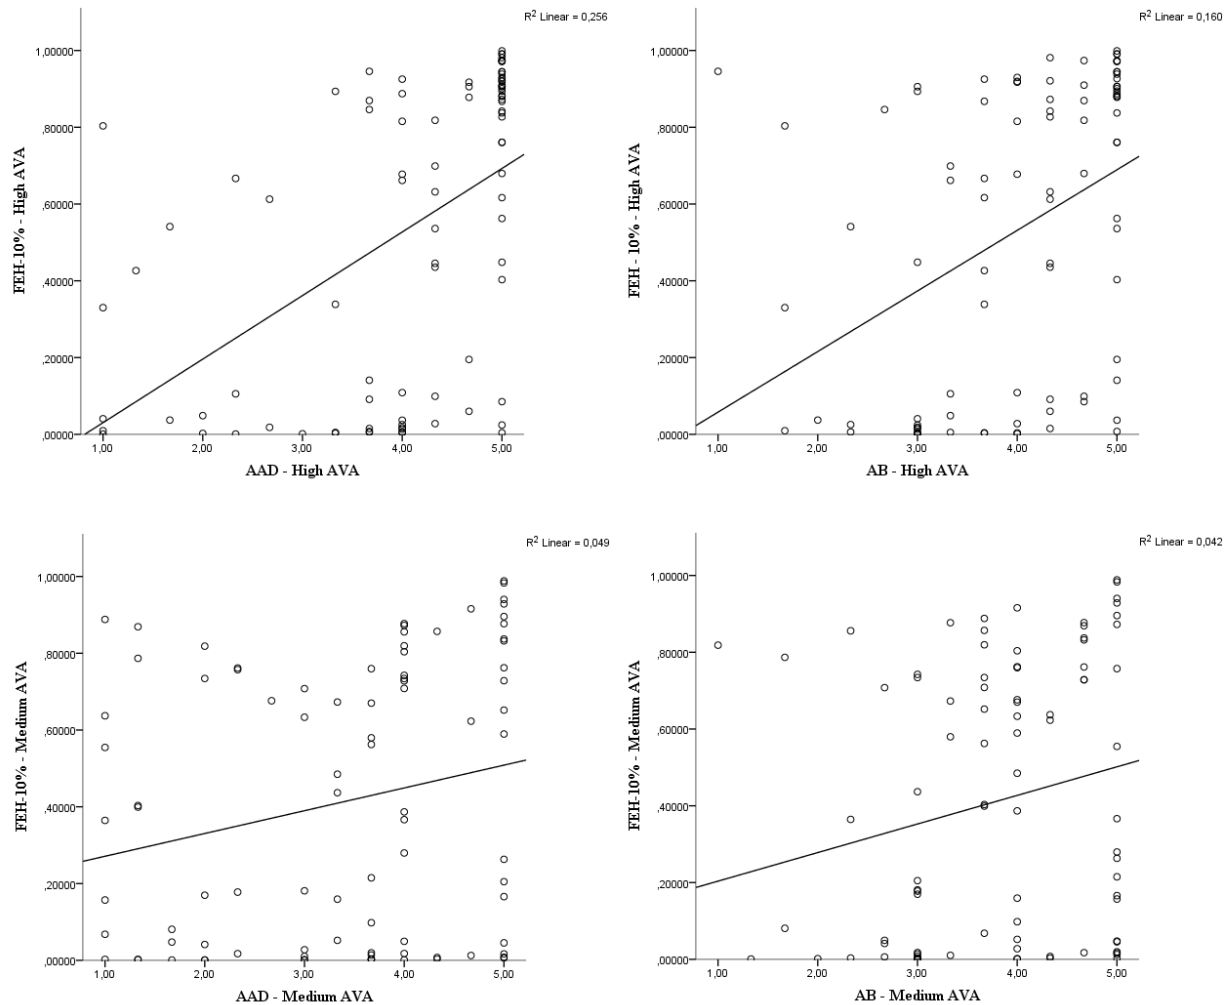 R² Linear = 0,256
1,00000
,80000
,60000
,40000
,20000
,00000
FEH-10% - High AVA
1,00 2,00 3,00 4,00 5,00
AAD - High AVA
R² Linear = 0,160
1,00000
,80000
,60000
,40000
,20000
,00000
FEH - 10% - High AVA
1,00 2,00 3,00 4,00 5,00
AB - High AVA
R² Linear = 0,049
1,00000
,80000
,60000
,40000
,20000
,00000
FEH-10% - Medium AVA
1,00 2,00 3,00 4,00 5,00
AAD - Medium AVA
R² Linear = 0,042
1,00000
,80000
,60000
,40000
,20000
,00000
FEH-10% - Medium AVA
1,00 2,00 3,00 4,00 5,00
AB - Medium AVA